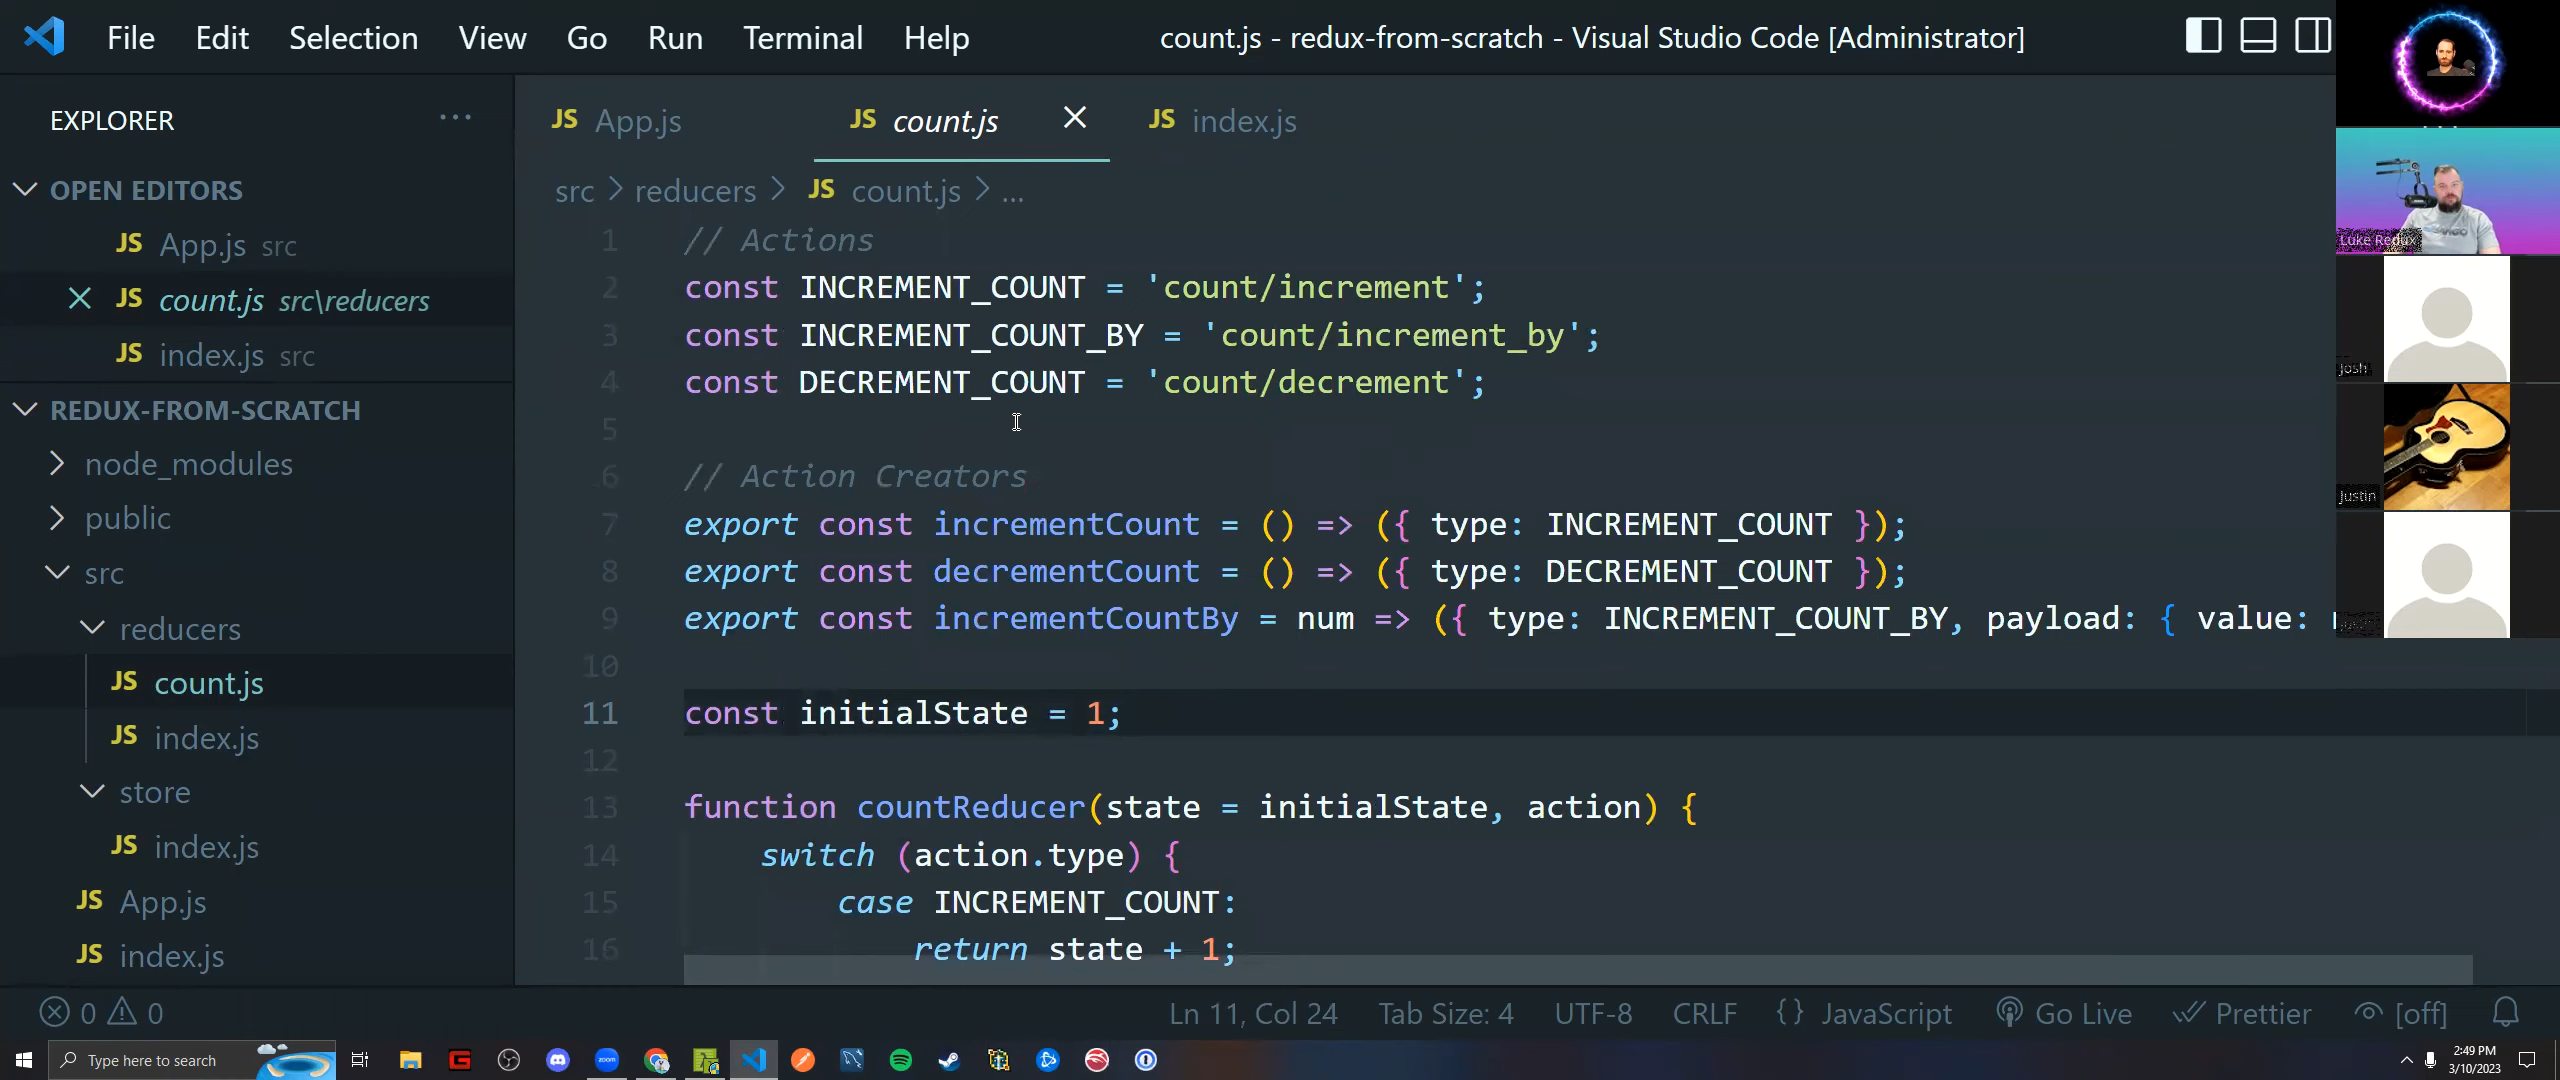 File Edit Selection View Go Run Terminal Help
count.js - redux-from-scratch - Visual Studio Code [Administrator]
EXPLORER ...
OPEN EDITORS
JS App.js src
JS count.js src\reducers
JS index.js src
REDUX-FROM-SCRATCH
node_modules
public
src
reducers
JS count.js
JS index.js
store
JS index.js
JS App.js
JS index.js
JS App.js JS count.js JS index.js
src > reducers > JS count.js > ...
1 // Actions
2 const INCREMENT_COUNT = 'count/increment';
3 const INCREMENT_COUNT_BY = 'count/increment_by';
4 const DECREMENT_COUNT = 'count/decrement';
5
6 // Action Creators
7 export const incrementCount = () => ({ type: INCREMENT_COUNT });
8 export const decrementCount = () => ({ type: DECREMENT_COUNT });
9 export const incrementCountBy = num => ({ type: INCREMENT_COUNT_BY, payload: { value:
10
11 const initialState = 1;
12
13 function countReducer(state = initialState, action) {
14 switch (action.type) {
15 case INCREMENT_COUNT:
16 return state + 1;
Luke Redux
Josh
Justin
0 0
Ln 11, Col 24 Tab Size: 4 UTF-8 CRLF {} JavaScript Go Live Prettier [off]
Type here to search
zoom
2:49 PM
3/10/2023